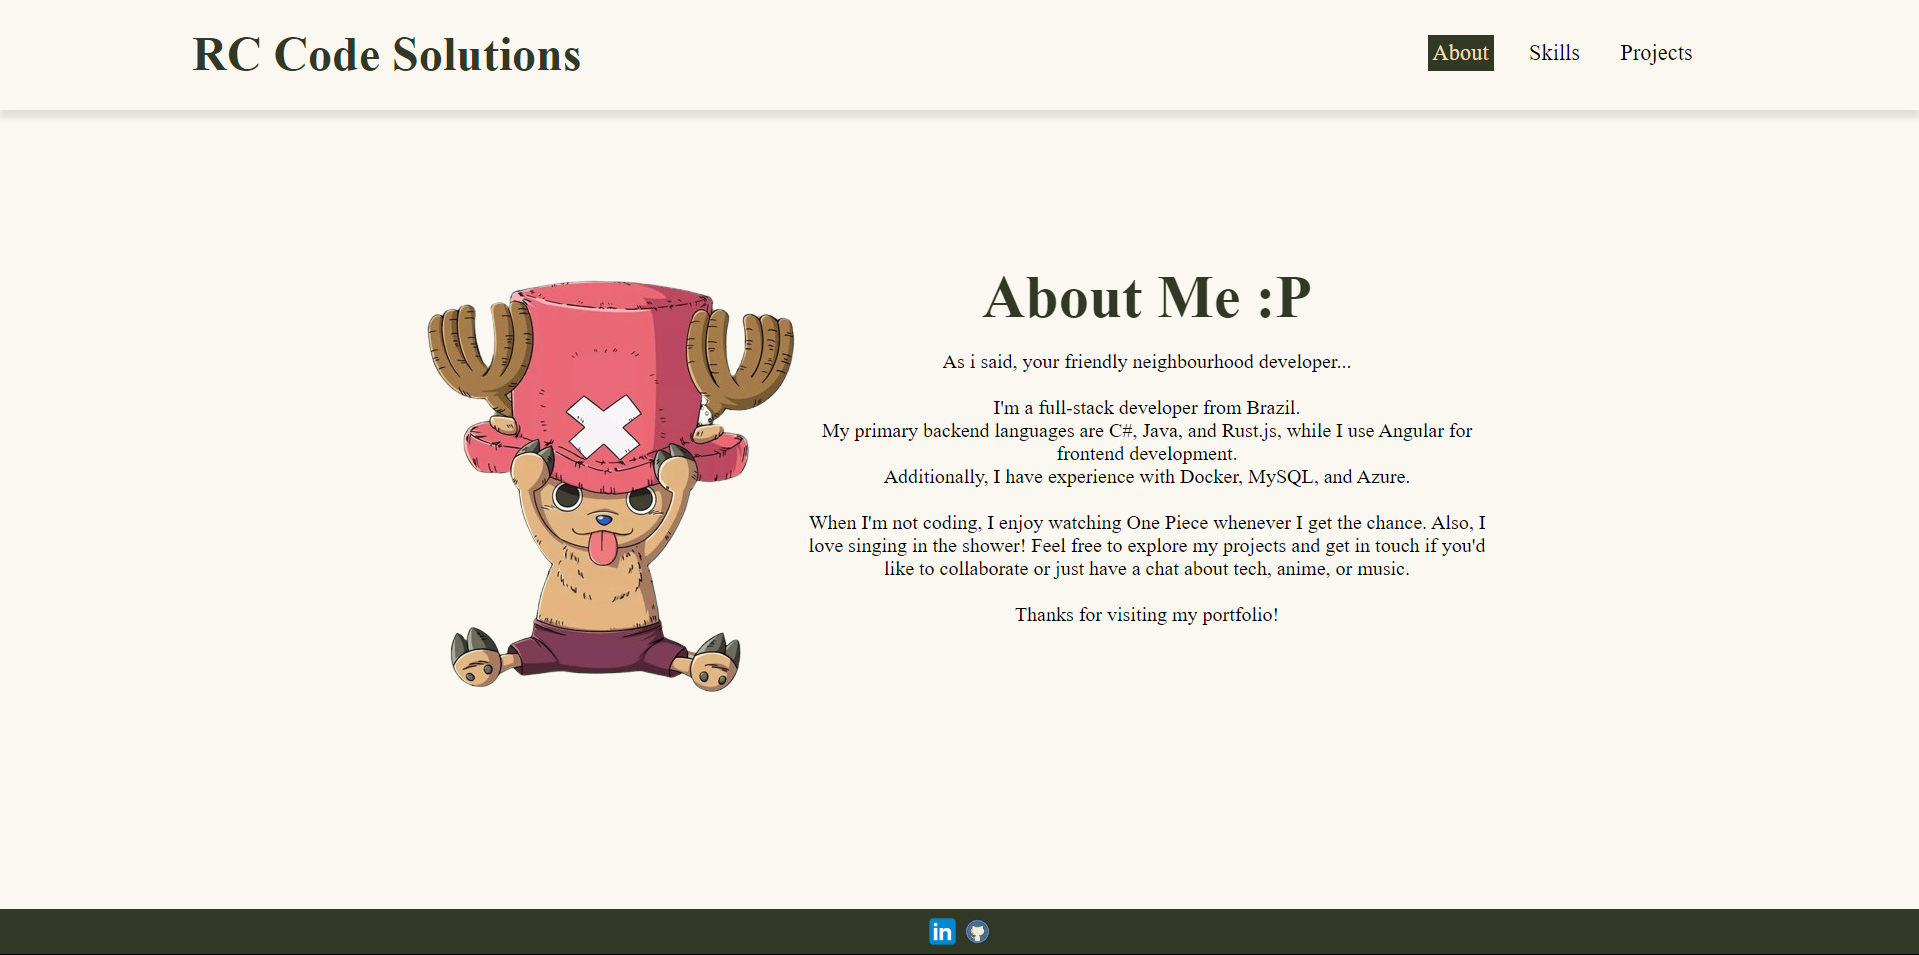 RC Code Solutions
About
Skills
Projects
About Me :P
As i said, your friendly neighbourhood developer...
I'm a full-stack developer from Brazil.
My primary backend languages are C#, Java, and Rust.js, while I use Angular for
frontend development.
Additionally, I have experience with Docker, MySQL, and Azure.
When I'm not coding, I enjoy watching One Piece whenever I get the chance. Also, I
love singing in the shower! Feel free to explore my projects and get in touch if you'd
like to collaborate or just have a chat about tech, anime, or music.
Thanks for visiting my portfolio!
in